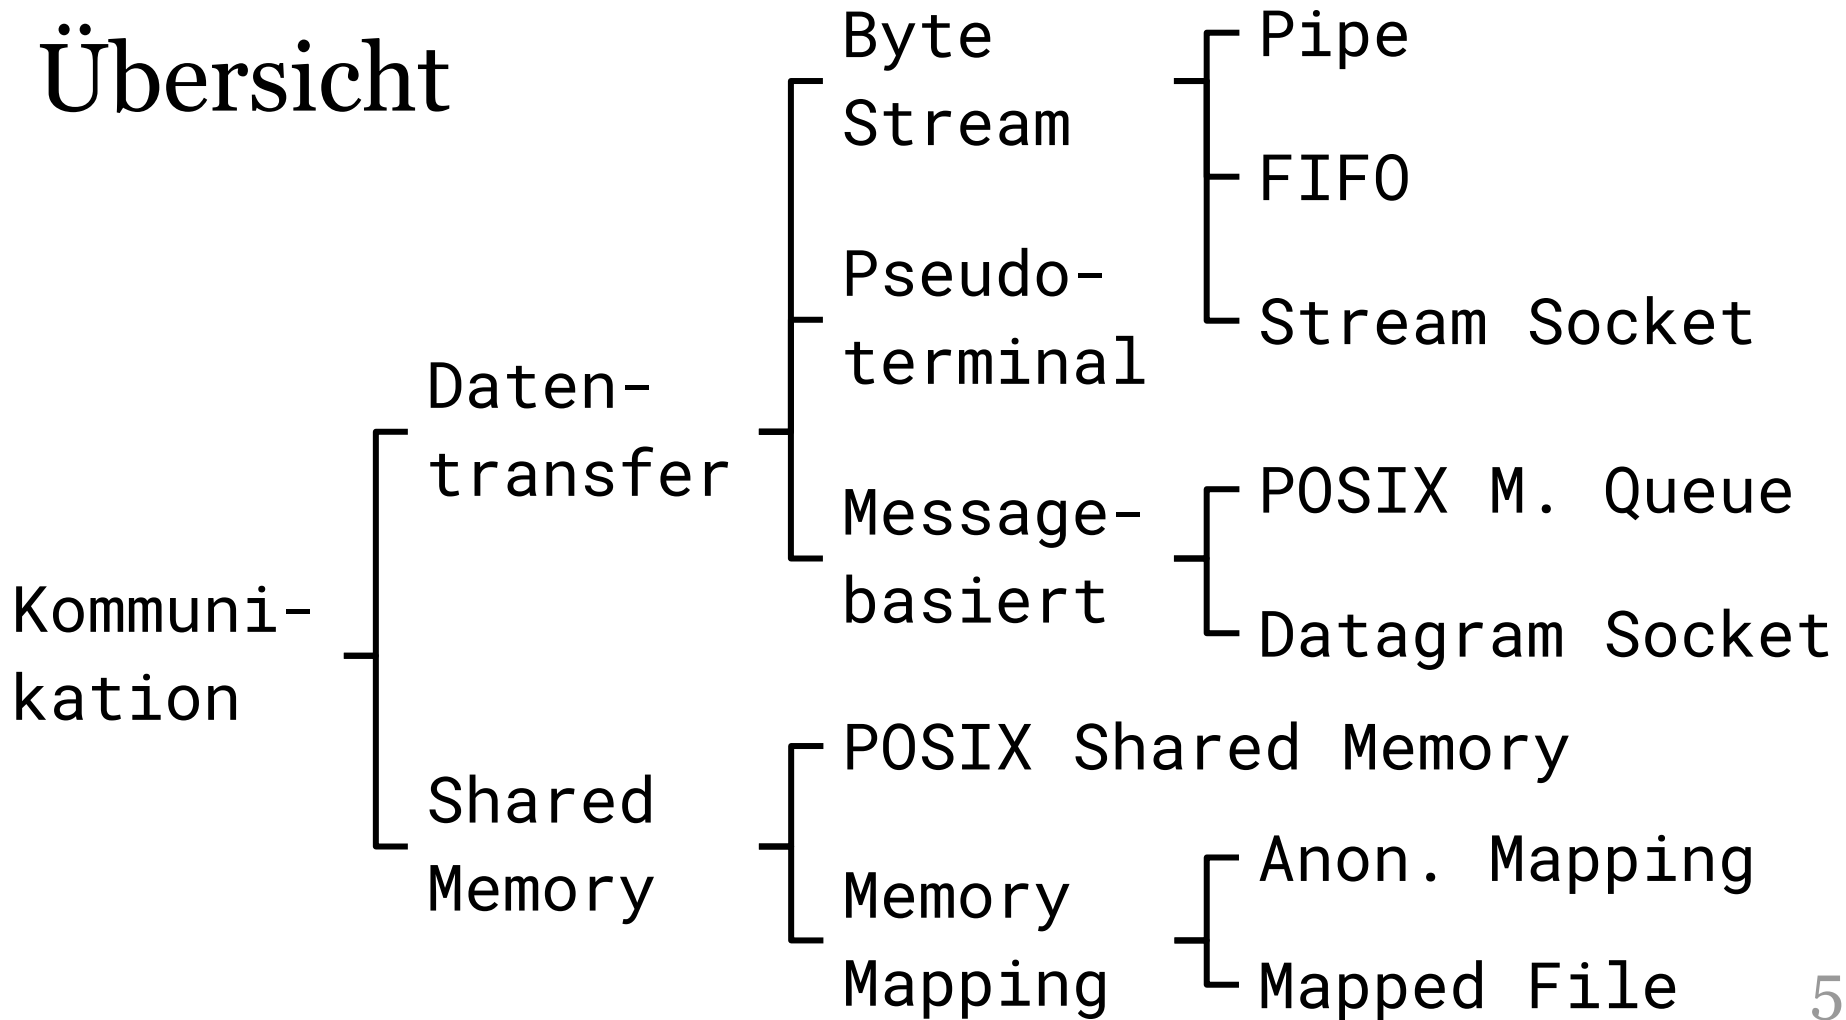 Übersicht
Kommuni-
kation
Daten-
transfer
Byte
Stream
Pipe
FIFO
Stream Socket
Pseudo-
terminal
Message-
basiert
POSIX M. Queue
Datagram Socket
Shared
Memory
POSIX Shared Memory
Memory
Mapping
Anon. Mapping
Mapped File
5